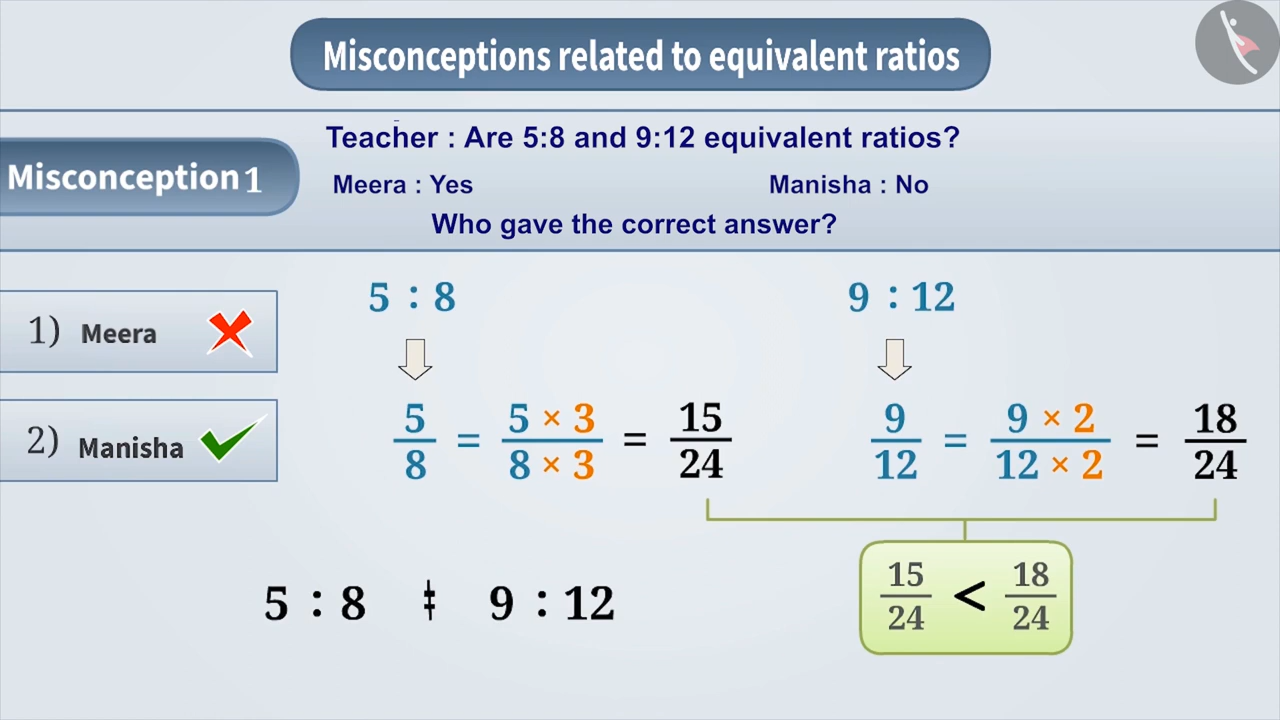 Misconceptions related to equivalent ratios
Misconception 1
Teacher : Are 5:8 and 9:12 equivalent ratios?
Meera : Yes Manisha : No
Who gave the correct answer?
1) Meera
2) Manisha
5 : 8
9 : 12
5/8 = 5 × 3/8 × 3 = 15/24
9/12 = 9 × 2/12 × 2 = 18/24
15/24 < 18/24
5 : 8 ≠ 9 : 12